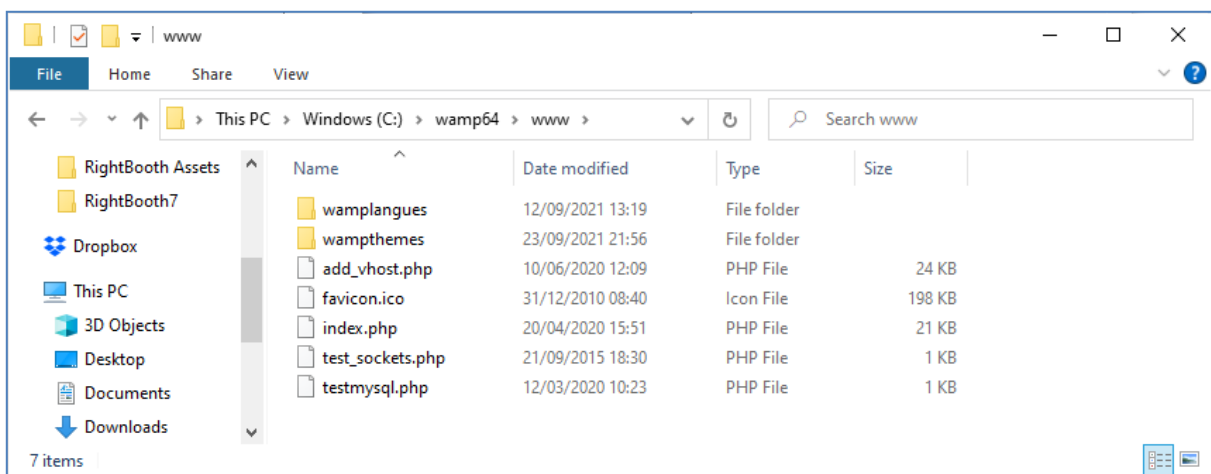 www
File Home Share View ?
This PC > Windows (C:) > wamp64 > www > Search www
RightBooth Assets
RightBooth7
Dropbox
This PC
3D Objects
Desktop
Documents
Downloads
Name Date modified Type Size
wamplangues 12/09/2021 13:19 File folder
wampthemes 23/09/2021 21:56 File folder
add_vhost.php 10/06/2020 12:09 PHP File 24 KB
favicon.ico 31/12/2010 08:40 Icon File 198 KB
index.php 20/04/2020 15:51 PHP File 21 KB
test_sockets.php 21/09/2015 18:30 PHP File 1 KB
testmysql.php 12/03/2020 10:23 PHP File 1 KB
7 items